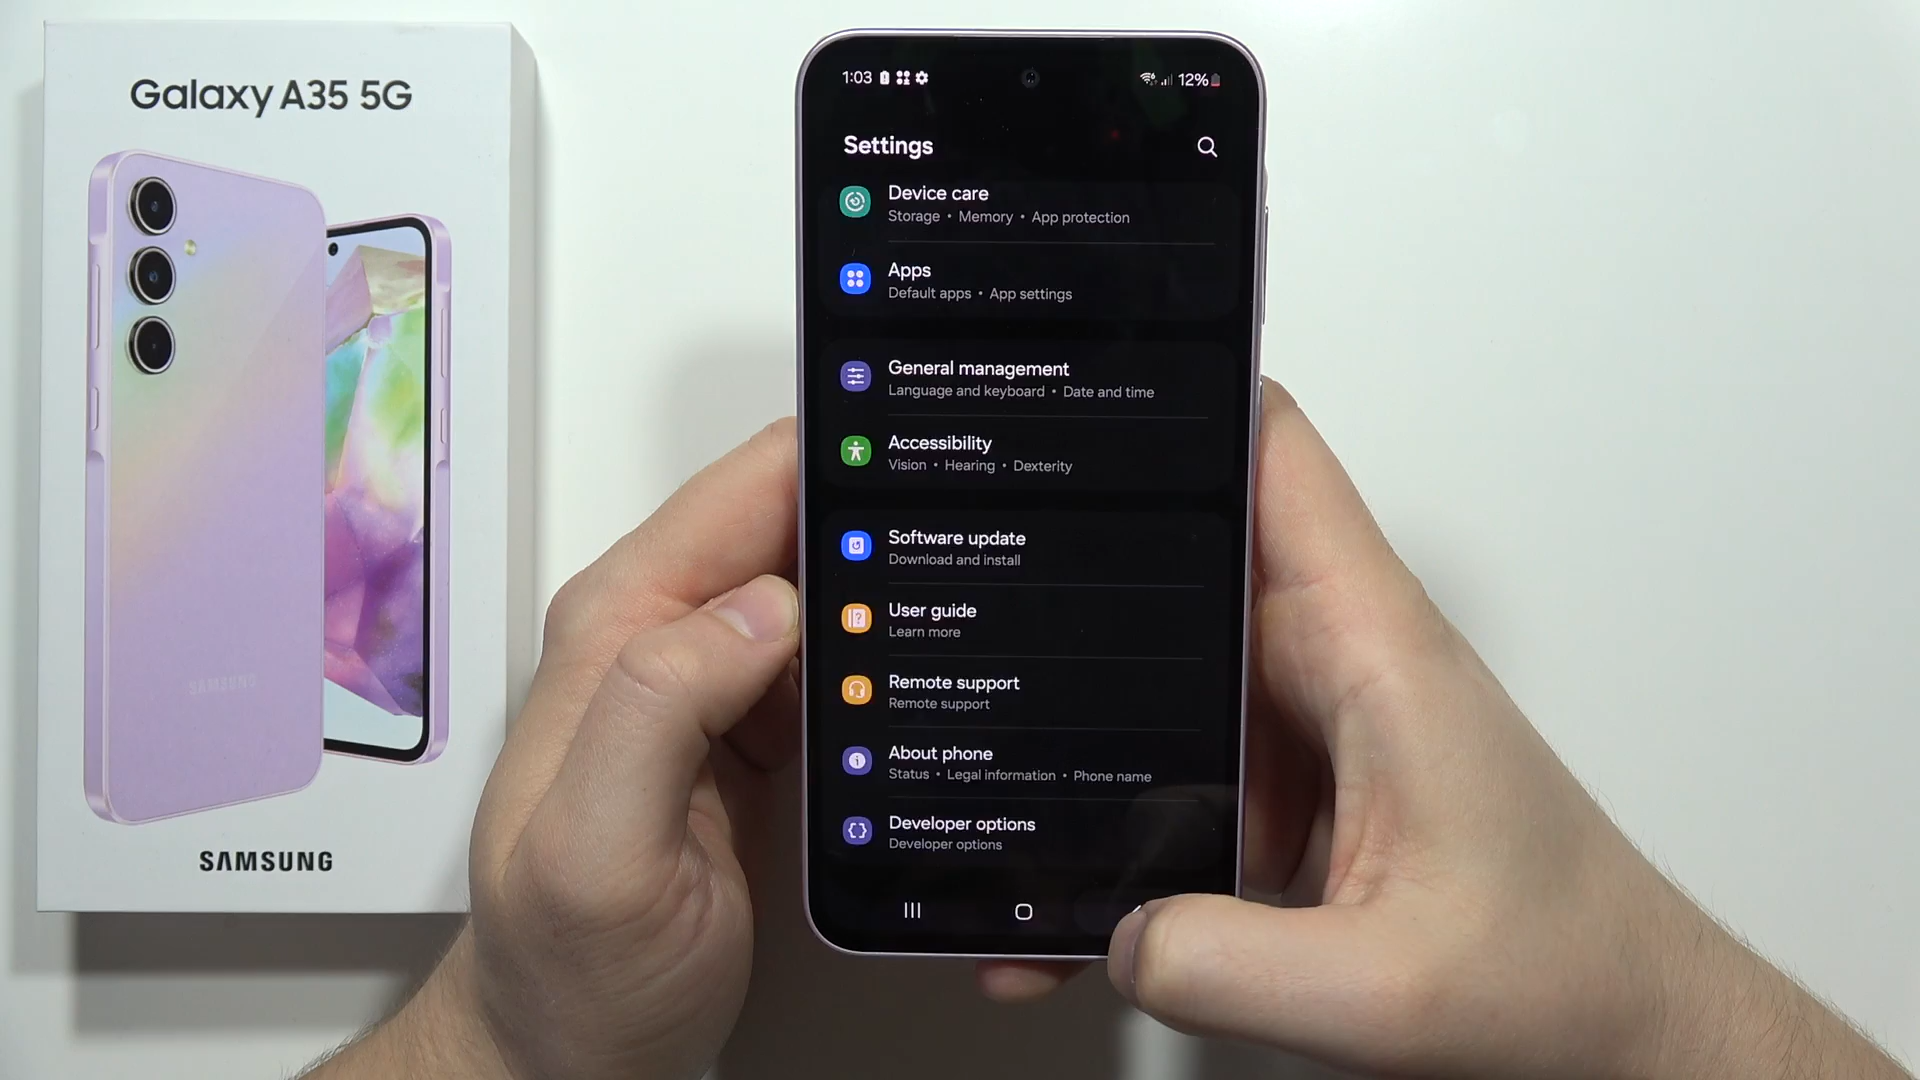 Galaxy A35 5G
SAMSUNG
SAMSUNG
1:03
12%
Settings
Device care
Storage • Memory • App protection
Apps
Default apps • App settings
General management
Language and keyboard • Date and time
Accessibility
Vision • Hearing • Dexterity
Software update
Download and install
User guide
Learn more
Remote support
Remote support
About phone
Status • Legal information • Phone name
Developer options
Developer options